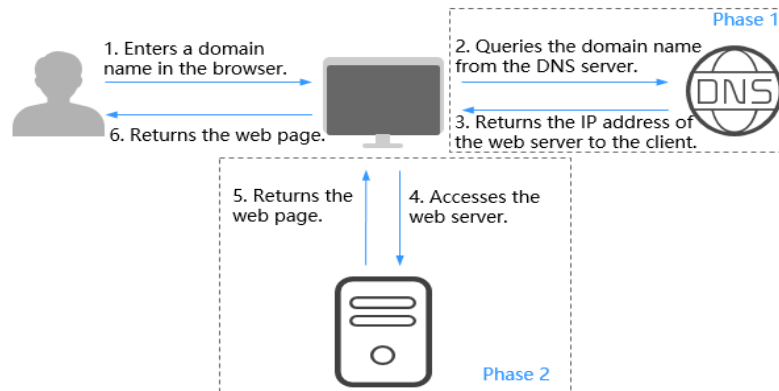 Phase 1
1. Enters a domain
name in the browser.
2. Queries the domain name
from the DNS server.
DNS
6. Returns the web page.
3. Returns the IP address of
the web server to the client.
5. Returns the
web page.
4. Accesses the
web server.
Phase 2